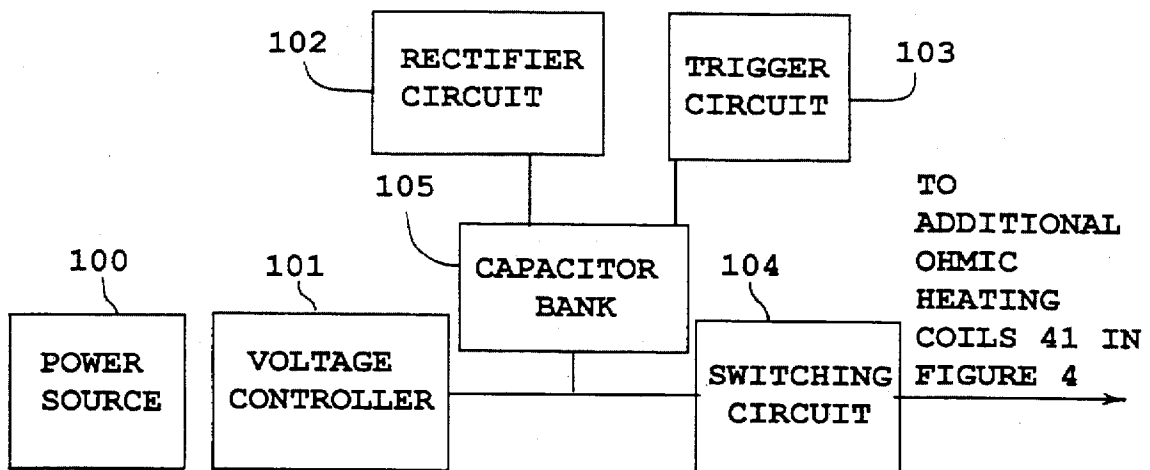 102
RECTIFIER
CIRCUIT
TRIGGER
CIRCUIT
103
105
CAPACITOR
BANK
100
POWER
SOURCE
101
VOLTAGE
CONTROLLER
104
SWITCHING
CIRCUIT
TO
ADDITIONAL
OHMIC
HEATING
COILS 41 IN
FIGURE 4